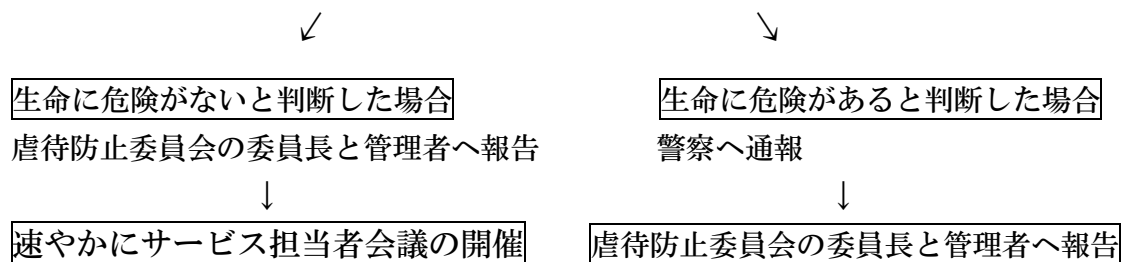 ↙ ↘
生命に危険がないと判断した場合 生命に危険があると判断した場合
虐待防止委員会の委員長と管理者へ報告 警察へ通報
↓ ↓
速やかにサービス担当者会議の開催 虐待防止委員会の委員長と管理者へ報告